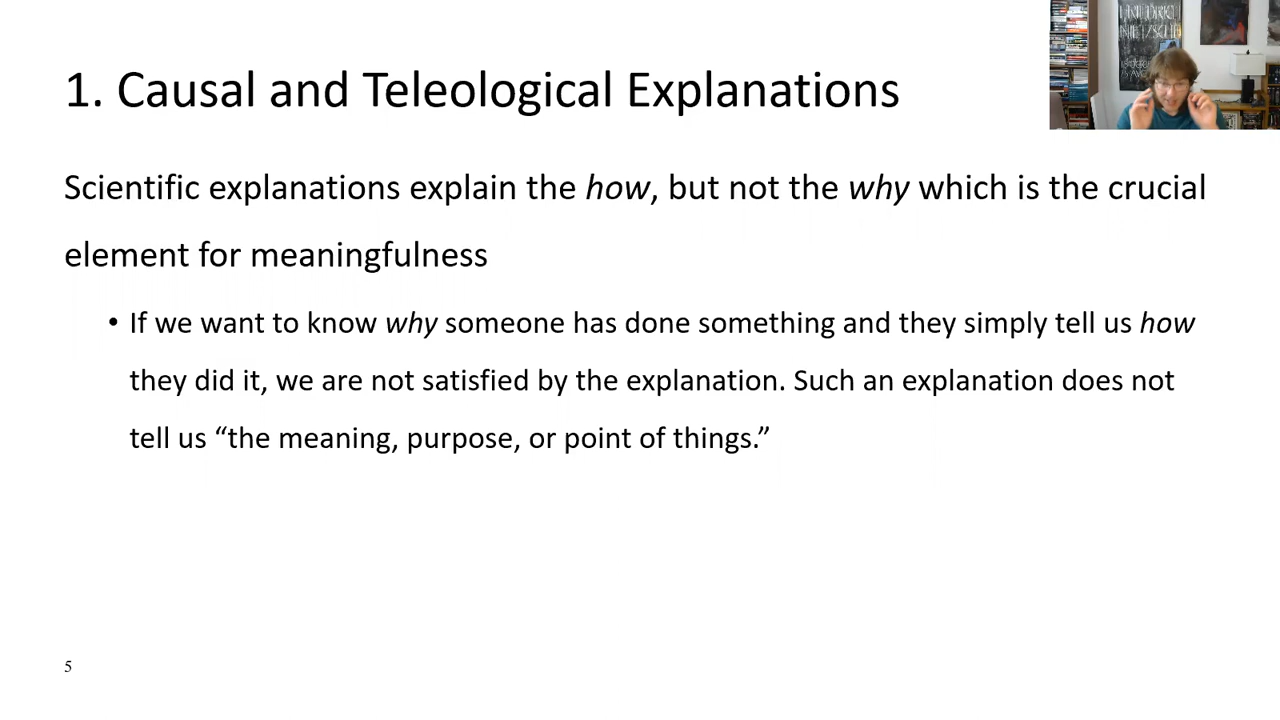 1. Causal and Teleological Explanations
Scientific explanations explain the how, but not the why which is the crucial
element for meaningfulness
• If we want to know why someone has done something and they simply tell us how
they did it, we are not satisfied by the explanation. Such an explanation does not
tell us “the meaning, purpose, or point of things.”
5